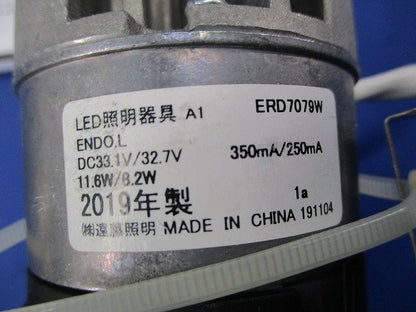 LED照明器具 A1 ERD7079W
ENDO,L
DC33.1V/32.7V 350mA/250mA
11.6W/8.2W
2019年製 1a
㈱遠藤照明 MADE IN CHINA 191104